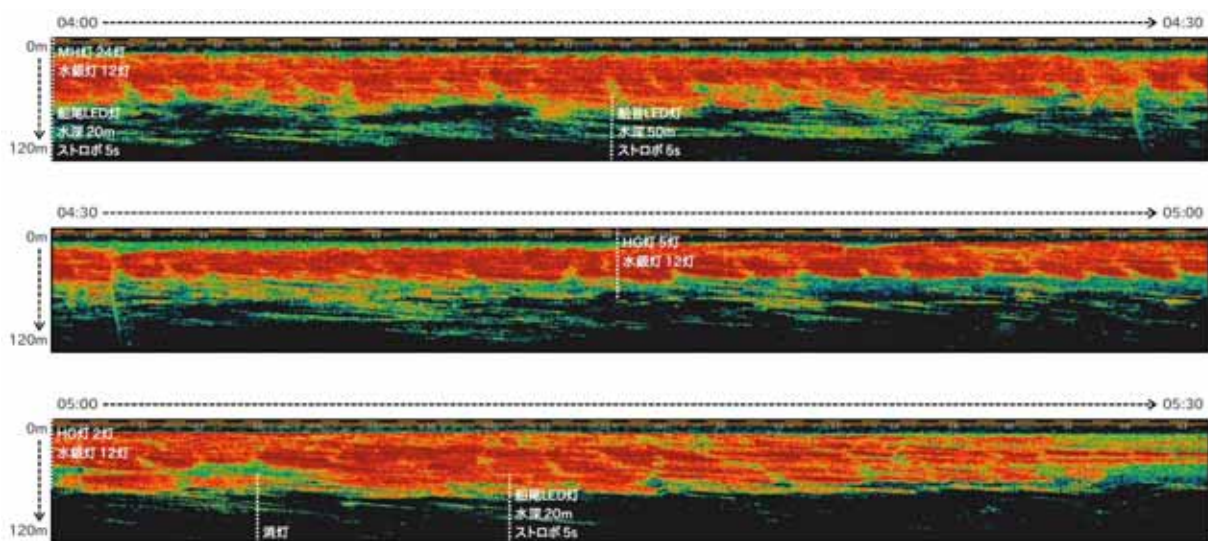 04:00
04:30
0m
120m
MH灯 24灯
水銀灯 12灯
船尾LED灯
水深 20m
ストロボ 5s
船首LED灯
水深 50m
ストロボ 5s
04:30
05:00
0m
120m
HG灯 5灯
水銀灯 12灯
05:00
05:30
0m
120m
HG灯 2灯
水銀灯 12灯
消灯
船尾LED灯
水深 20m
ストロボ 5s